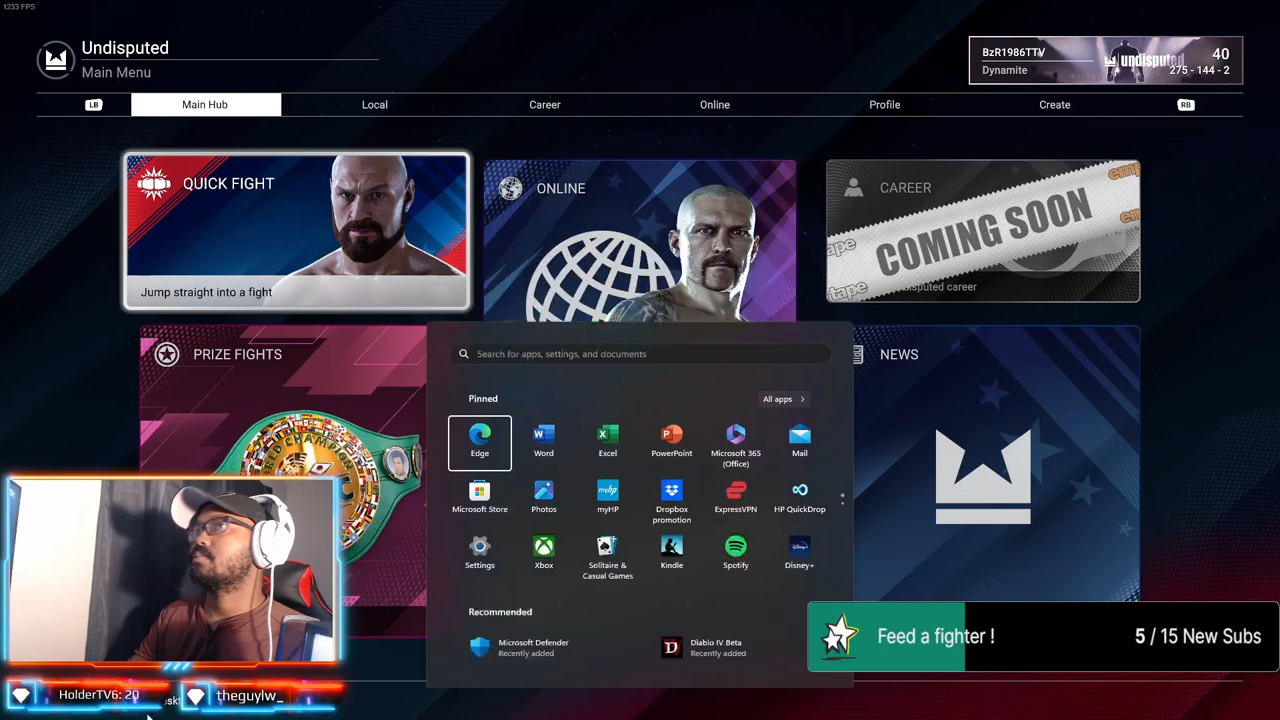 1233 FPS
Undisputed
Main Menu
BzR1986TTV
40
Dynamite
undisputed
275 - 144 - 2
LB
Main Hub
Local
Career
Online
Profile
Create
RB
QUICK FIGHT
Jump straight into a fight
ONLINE
CAREER
COMING SOON
tape
PRIZE FIGHTS
NEWS
Search for apps, settings, and documents
Pinned
All apps
Edge
Word
Excel
PowerPoint
Microsoft 365
(Office)
Mail
Microsoft Store
Photos
myhp
myHP
Dropbox
promotion
ExpressVPN
HP QuickDrop
Settings
Xbox
Solitaire &
Casual Games
Kindle
Spotify
Disney+
Recommended
Microsoft Defender
Recently added
Diablo IV Beta
Recently added
Feed a fighter !
5 / 15 New Subs
HolderTV6: 20
theguylw_